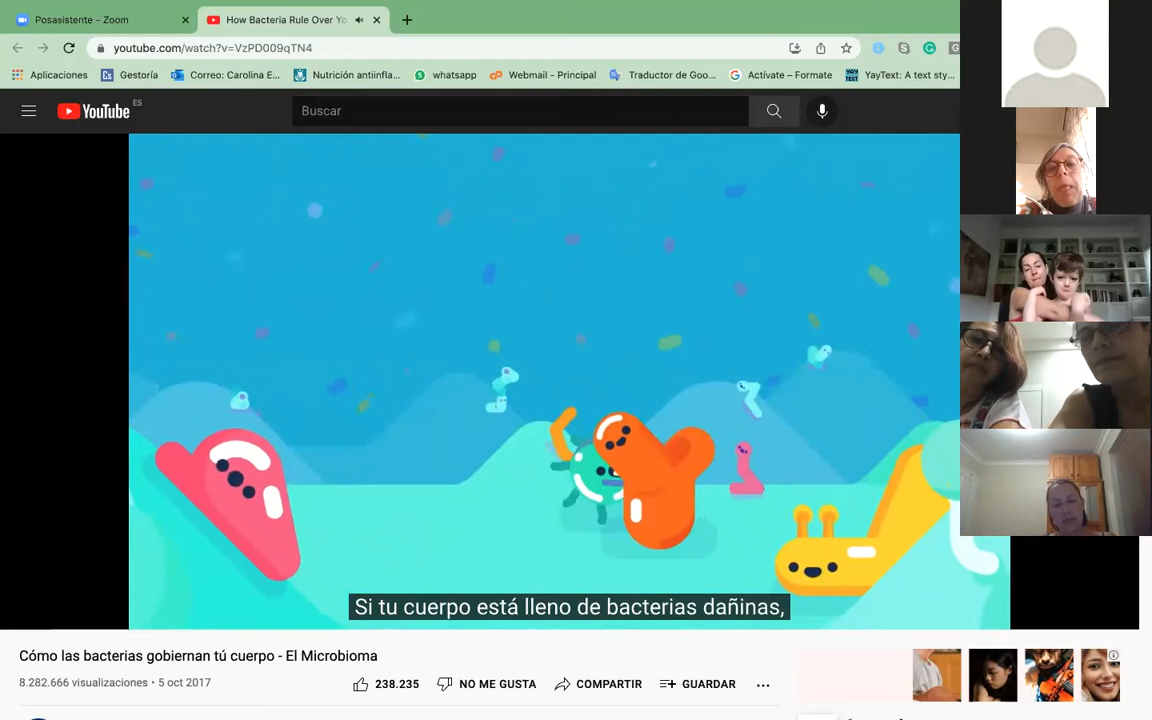 Posasistente - Zoom
How Bacteria Rule Over Yo
youtube.com/watch?v=VzPD009qTN4
Aplicaciones
Gestoría
Correo: Carolina E...
Nutrición antiinfla...
whatsapp
Webmail - Principal
Traductor de Goo...
Actívate – Formate
YAY TEXT
YayText: A text sty...
YouTube ES
Buscar
Si tu cuerpo está lleno de bacterias dañinas,
Cómo las bacterias gobiernan tú cuerpo - El Microbioma
8.282.666 visualizaciones • 5 oct 2017
238.235
NO ME GUSTA
COMPARTIR
GUARDAR